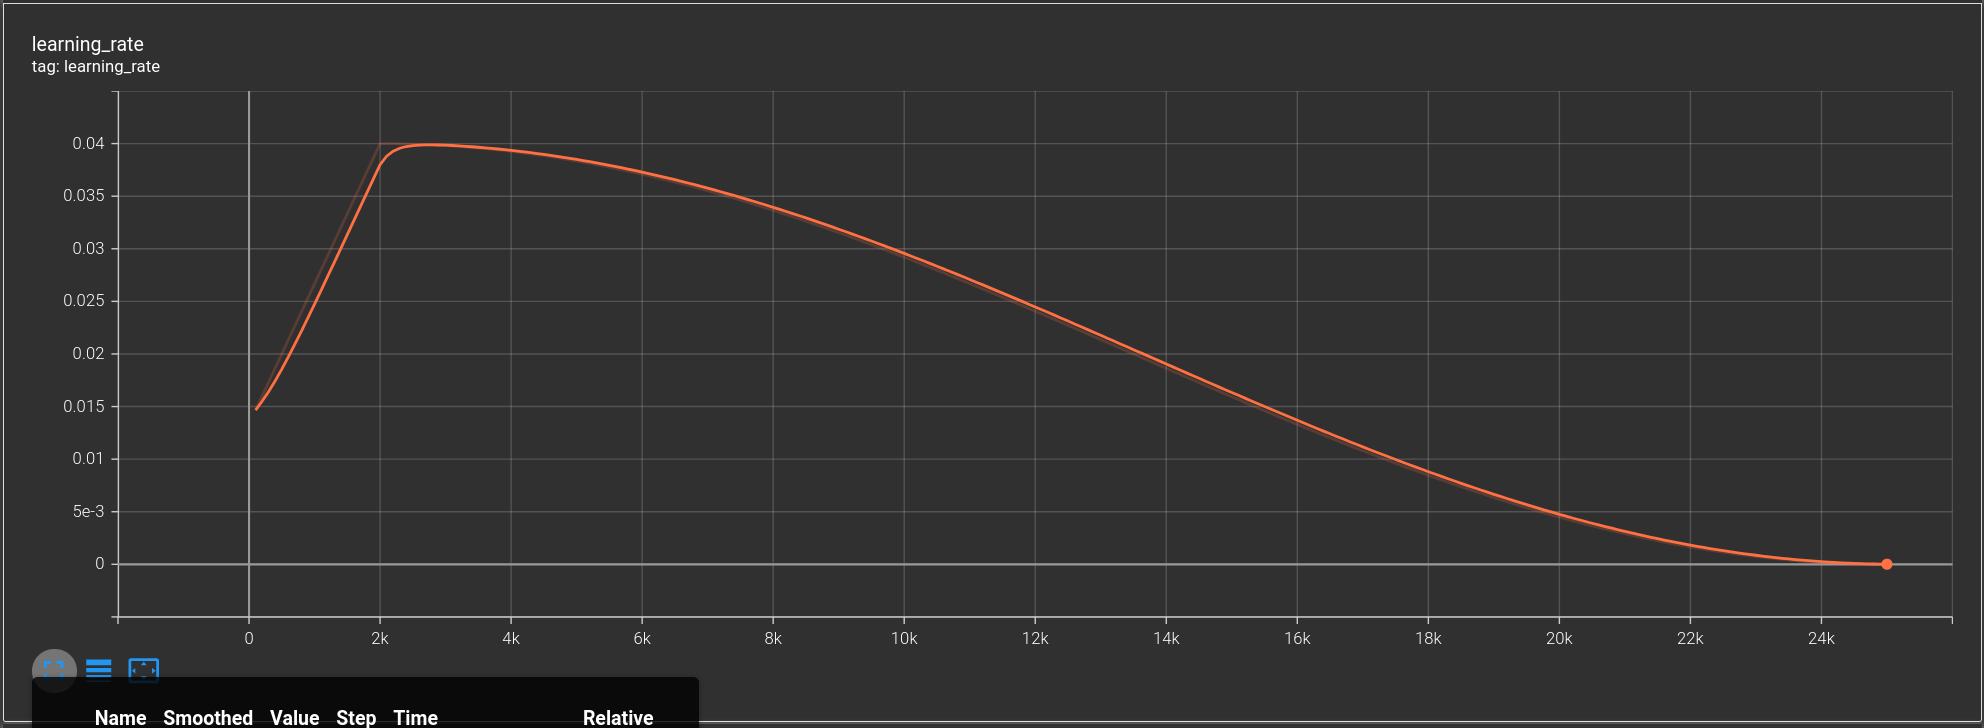 learning_rate
tag: learning_rate
0.04
0.035
0.03
0.025
0.02
0.015
0.01
5e-3
0
0 2k 4k 6k 8k 10k 12k 14k 16k 18k 20k 22k 24k
Name Smoothed Value Step Time Relative